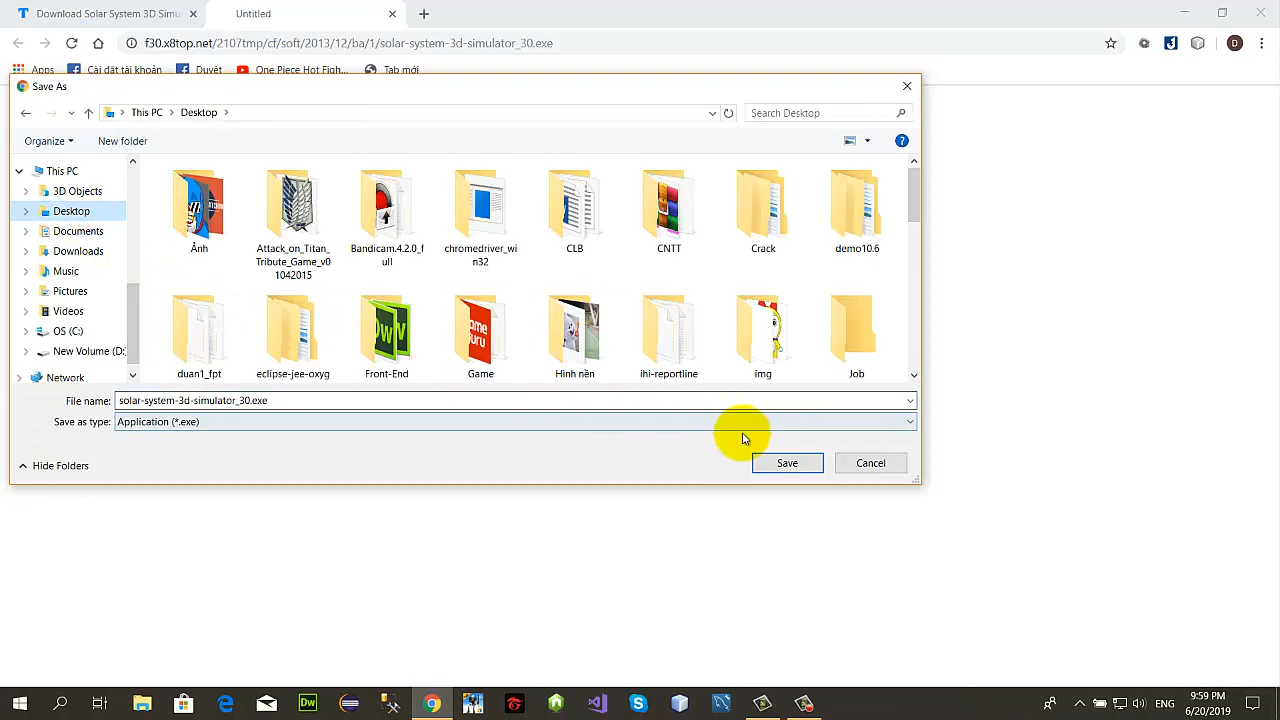 Download Solar System 3D Simu
Untitled
f30.x8top.net/2107tmp/cf/soft/2013/12/ba/1/solar-system-3d-simulator_30.exe
D
Apps
Cài đặt tài khoản
Duyệt
One Piece Hot Figh...
Tab mới
Save As
This PC
Desktop
Search Desktop
Organize
New folder
This PC
3D Objects
Desktop
Documents
Downloads
Music
Pictures
Videos
OS (C:)
New Volume (D:
Network
Ảnh
Attack_on_Titan_
Tribute_Game_v0
1042015
Bandicam.4.2.0_f
ull
chromedriver_wi
n32
CLB
CNTT
Crack
demo10.6
duan1_fpt
eclipse-jee-oxyg
Front-End
Game
Hình nền
ihi-reportline
img
Job
File name:
solar-system-3d-simulator_30.exe
Save as type:
Application (*.exe)
Hide Folders
Save
Cancel
Dw
ENG
9:59 PM
6/20/2019